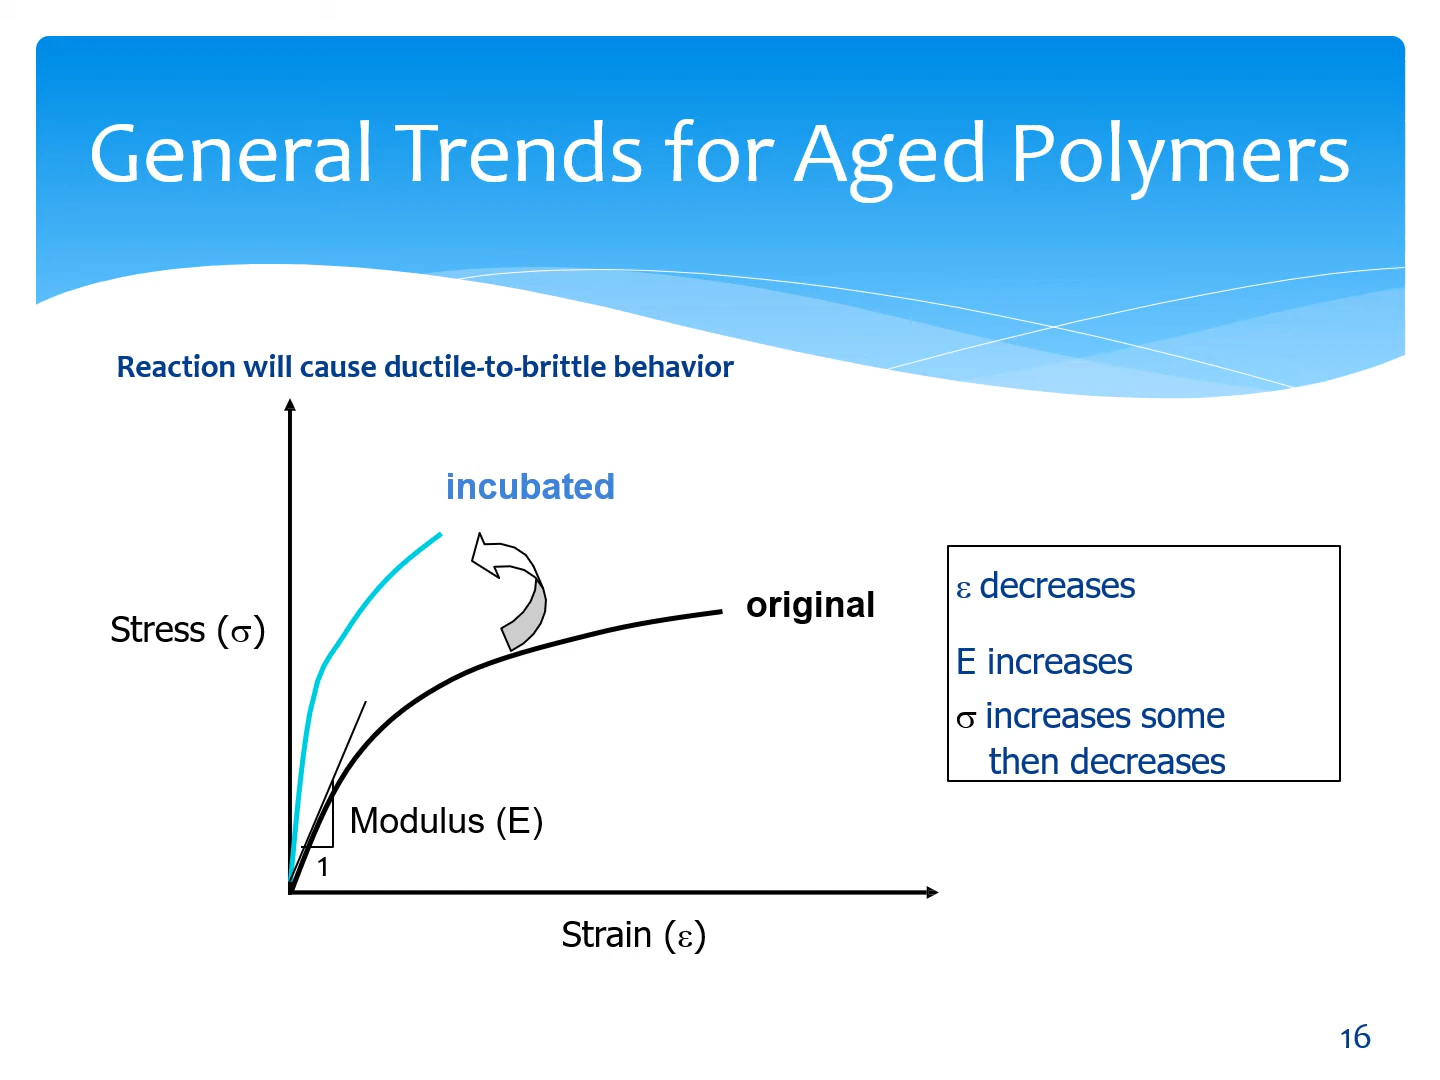 General Trends for Aged Polymers
Reaction will cause ductile-to-brittle behavior
incubated
original
Stress (σ)
Modulus (E)
1
Strain (ε)
ε decreases
E increases
σ increases some
then decreases
16